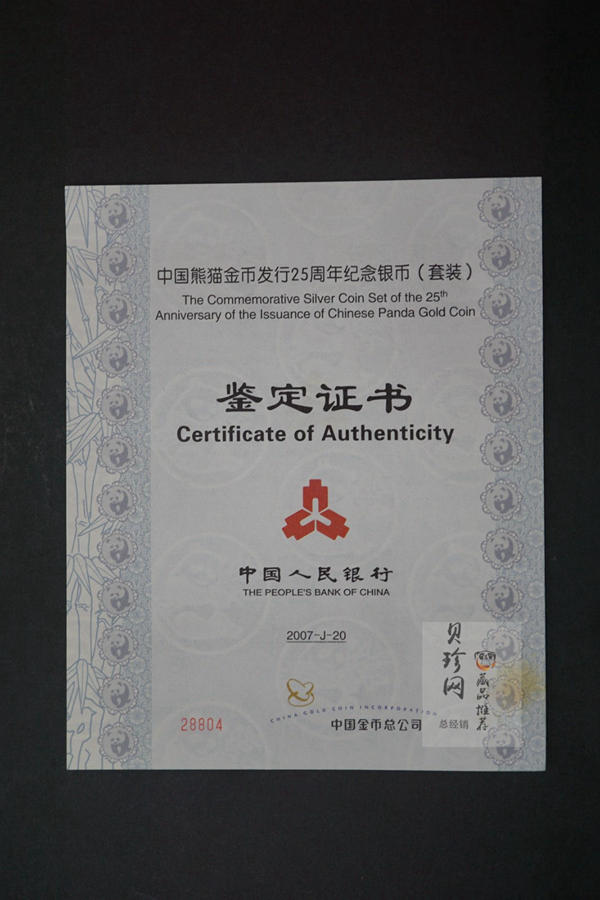 中国熊猫金币发行25周年纪念银币（套装）
The Commemorative Silver Coin Set of the 25th
Anniversary of the Issuance of Chinese Panda Gold Coin
鉴定证书
Certificate of Authenticity
中国人民银行
THE PEOPLE'S BANK OF CHINA
2007-J-20
CHINA GOLD COIN INCORPORATION
28804
中国金币总公司
总经销
贝珍网
藏品推荐